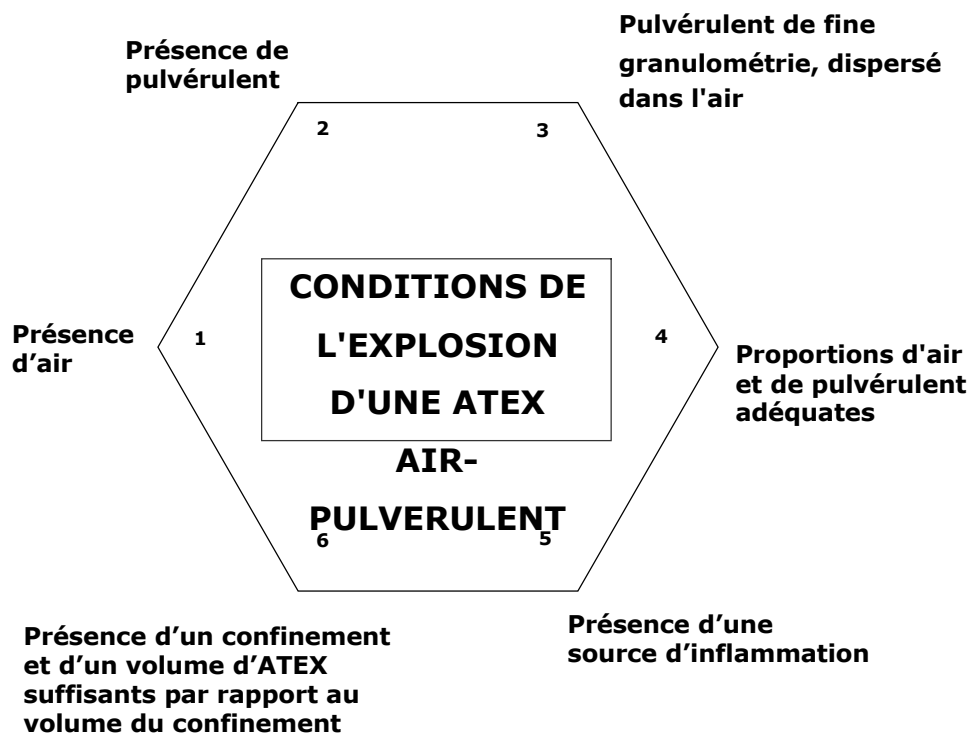 Présence de
pulvérulent
Pulvérulent de fine
granulométrie, dispersé
dans l'air
2
3
CONDITIONS DE
L'EXPLOSION
D'UNE ATEX
AIR-
PULVERULENT
Présence
d’air
1
4
Proportions d'air
et de pulvérulent
adéquates
6
5
Présence d’un confinement
et d’un volume d’ATEX
suffisants par rapport au
volume du confinement
Présence d’une
source d’inflammation